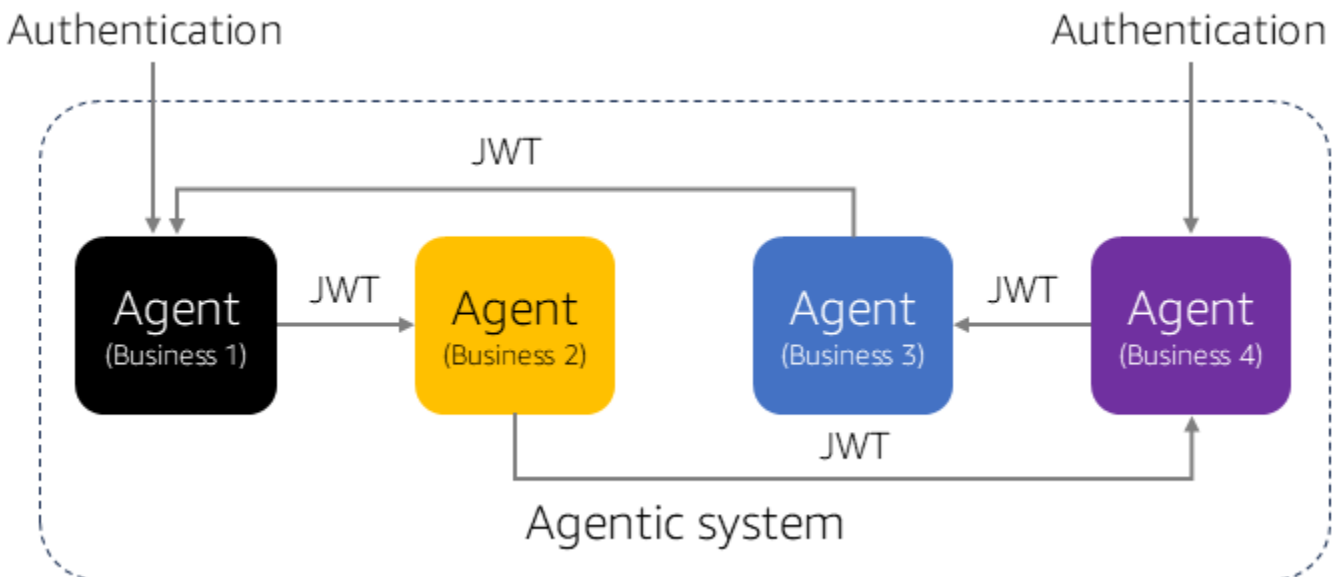 Authentication
Authentication
JWT
Agent
(Business 1)
JWT
Agent
(Business 2)
Agent
(Business 3)
JWT
Agent
(Business 4)
JWT
Agentic system